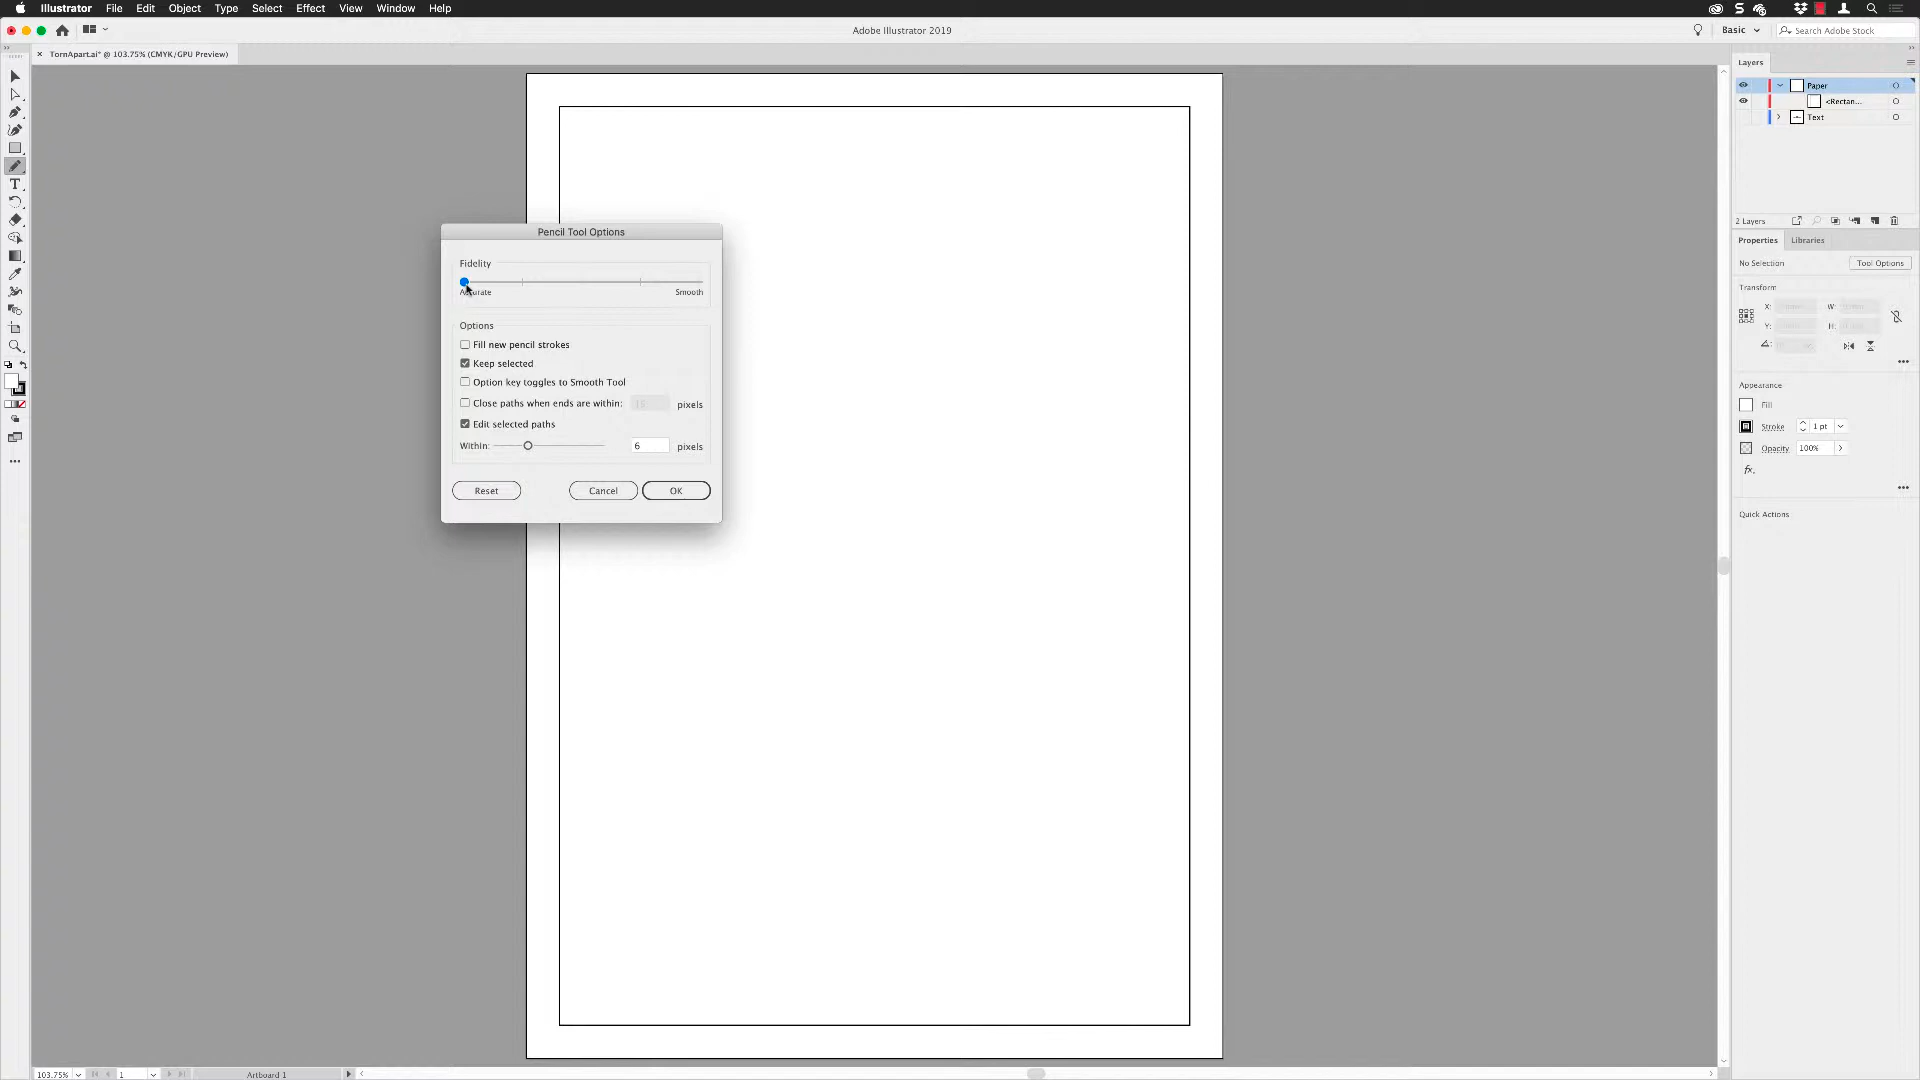 Illustrator File Edit Object Type Select Effect View Window Help
Adobe Illustrator 2019
Basic
Search Adobe Stock
TornApart.ai* @ 103.75% (CMYK/GPU Preview)
Layers
Paper
<Rectan...
Text
2 Layers
Properties Libraries
No Selection
Tool Options
Transform
X:
W:
Y:
H:
Appearance
Fill
Stroke
1 pt
Opacity
100%
fx.
Quick Actions
Pencil Tool Options
Fidelity
Accurate
Smooth
Options
Fill new pencil strokes
Keep selected
Option key toggles to Smooth Tool
Close paths when ends are within: 15 pixels
Edit selected paths
Within: 6 pixels
Reset
Cancel
OK
103.75%
1
Artboard 1